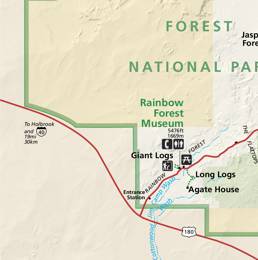 FOREST
Jasp
Fore
NATIONAL PAR
Rainbow
Forest
Museum
5476ft
1669m
To Holbrook
and
40
19mi
30km
Giant Logs
RAINBOW FOREST
THE FLATTOPS
Long Logs
Agate House
Entrance
Station
Camp
180